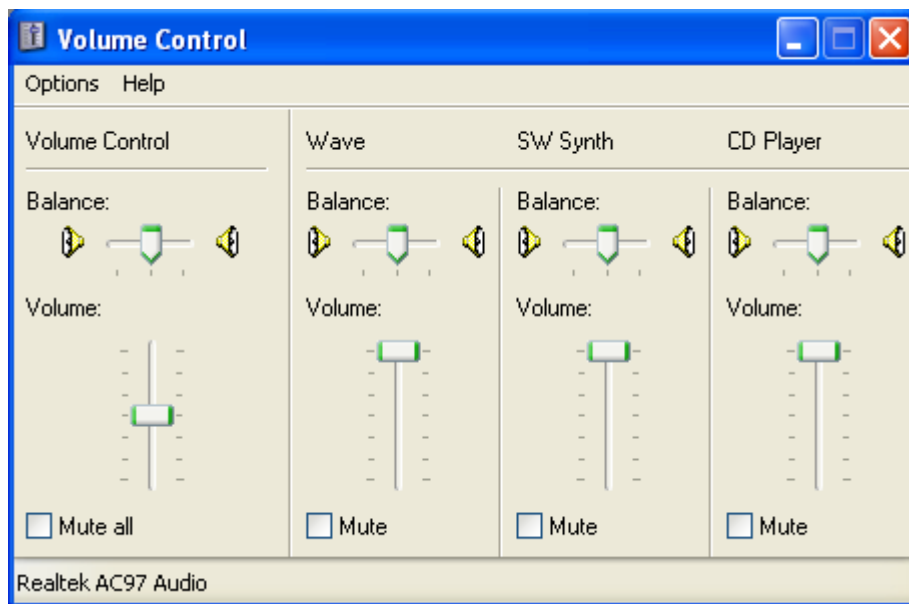 Volume Control
Options Help
Volume Control Wave SW Synth CD Player
Balance: Balance: Balance: Balance:
Volume: Volume: Volume: Volume:
Mute all Mute Mute Mute
Realtek AC97 Audio